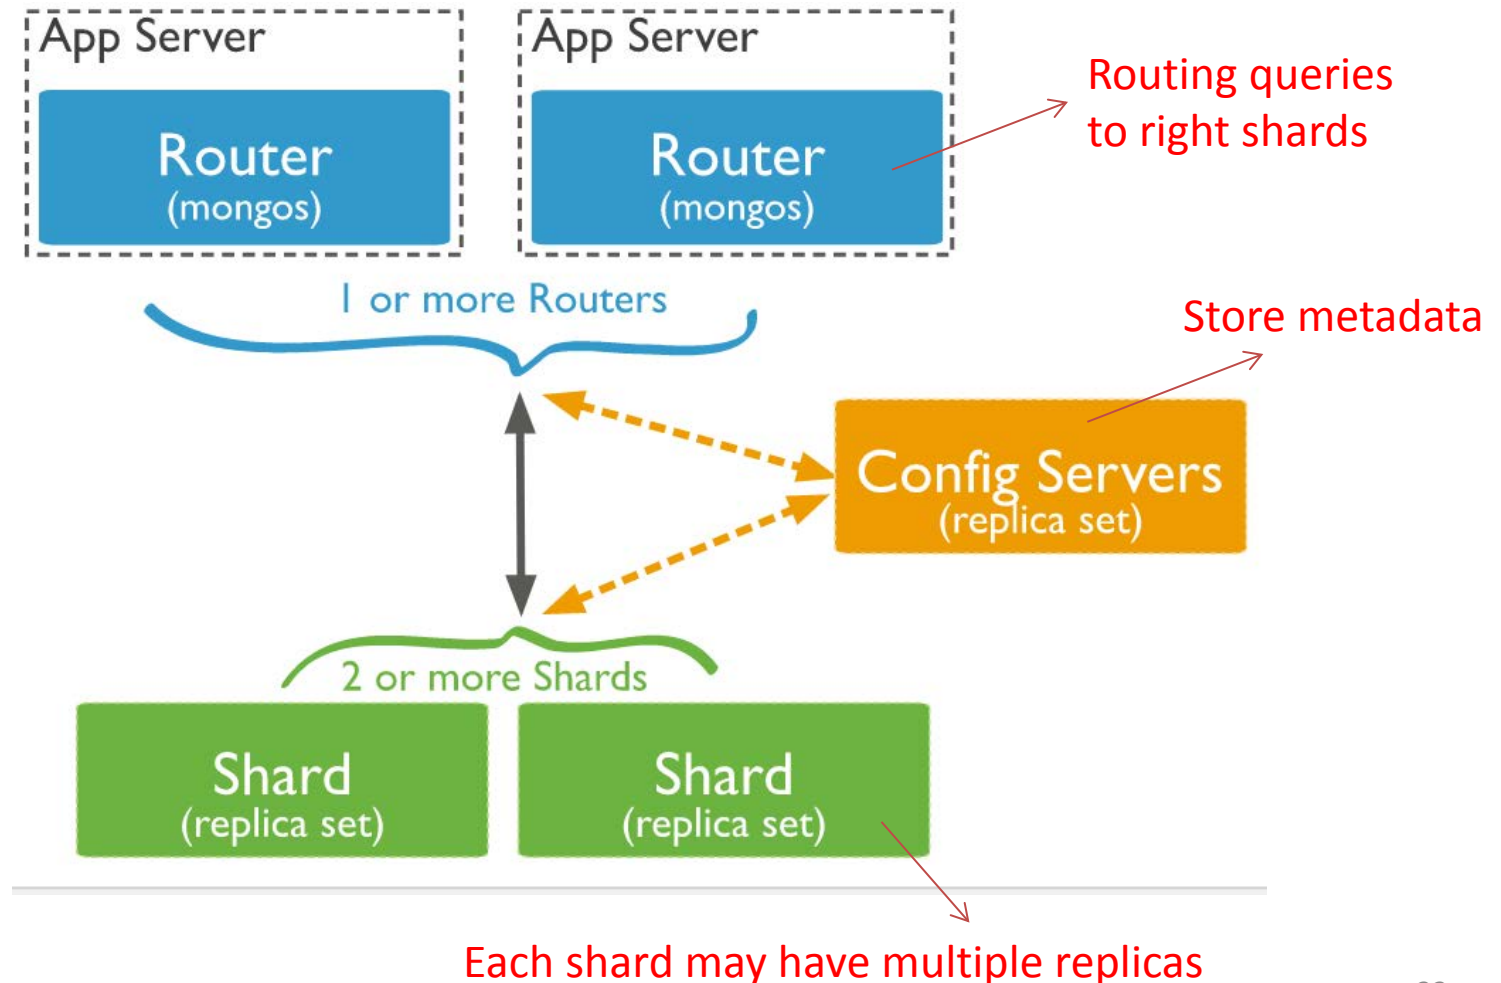 App Server
App Server
Router
(mongos)
Router
(mongos)
Routing queries
to right shards
1 or more Routers
Store metadata
Config Servers
(replica set)
2 or more Shards
Shard
(replica set)
Shard
(replica set)
Each shard may have multiple replicas